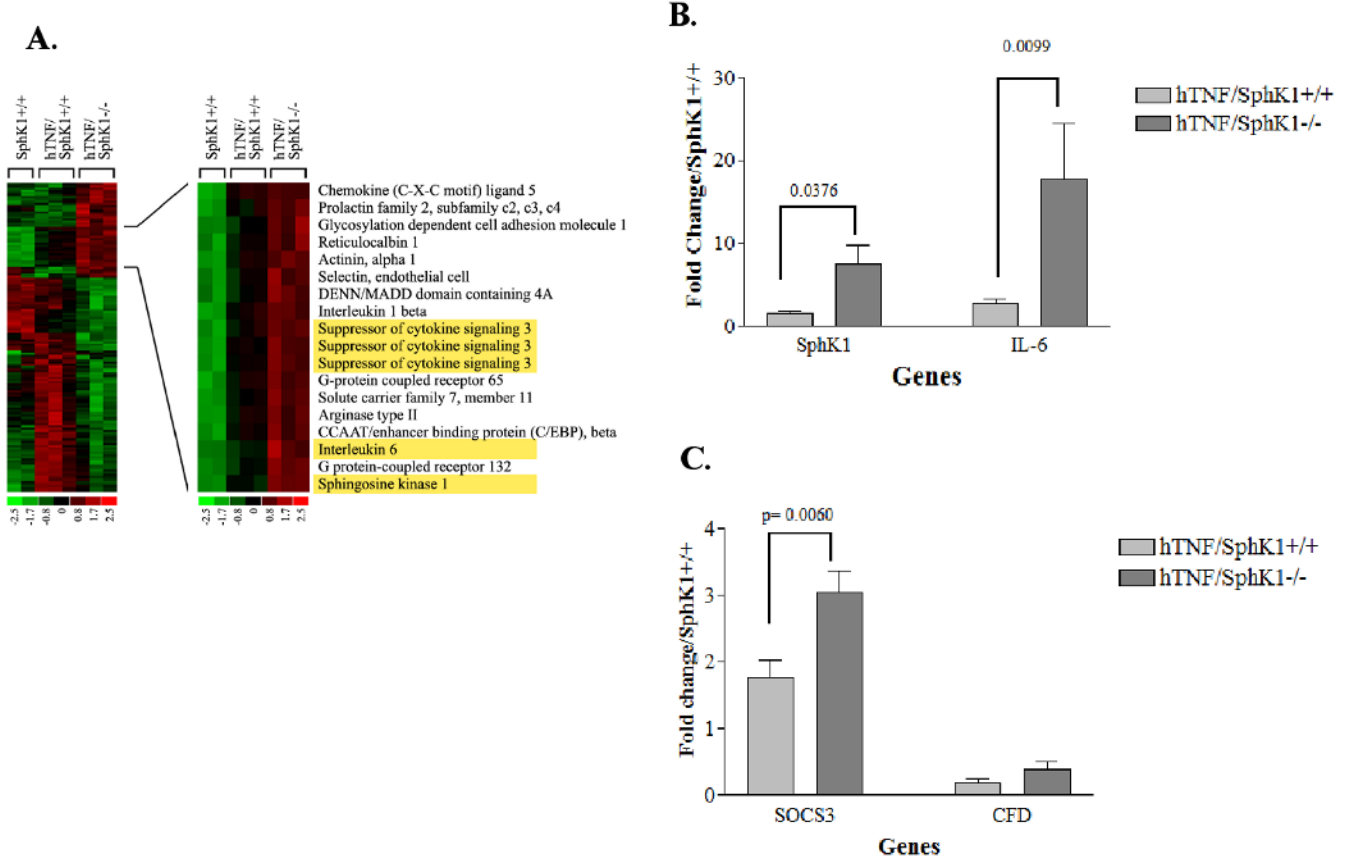 A.
SphK1+/+
hTNF/
SphK1+/+
hTNF/
SphK1-/-
SphK1+/+
hTNF/
SphK1+/+
hTNF/
SphK1-/-
Chemokine (C-X-C motif) ligand 5
Prolactin family 2, subfamily c2, c3, c4
Glycosylation dependent cell adhesion molecule 1
Reticulocalbin 1
Actinin, alpha 1
Selectin, endothelial cell
DENN/MADD domain containing 4A
Interleukin 1 beta
Suppressor of cytokine signaling 3
Suppressor of cytokine signaling 3
Suppressor of cytokine signaling 3
G-protein coupled receptor 65
Solute carrier family 7, member 11
Arginase type II
CCAAT/enhancer binding protein (C/EBP), beta
Interleukin 6
G protein-coupled receptor 132
Sphingosine kinase 1
-2.5 -1.7 -0.8 0 0.8 1.7 2.5
-2.5 -1.7 -0.8 0 0.8 1.7 2.5
B.
Fold Change/SphK1+/+
30
20
10
0
0.0376
0.0099
SphK1 IL-6
Genes
hTNF/SphK1+/+
hTNF/SphK1-/-
C.
Fold change/SphK1+/+
4
3
2
1
0
p= 0.0060
SOCS3 CFD
Genes
hTNF/SphK1+/+
hTNF/SphK1-/-